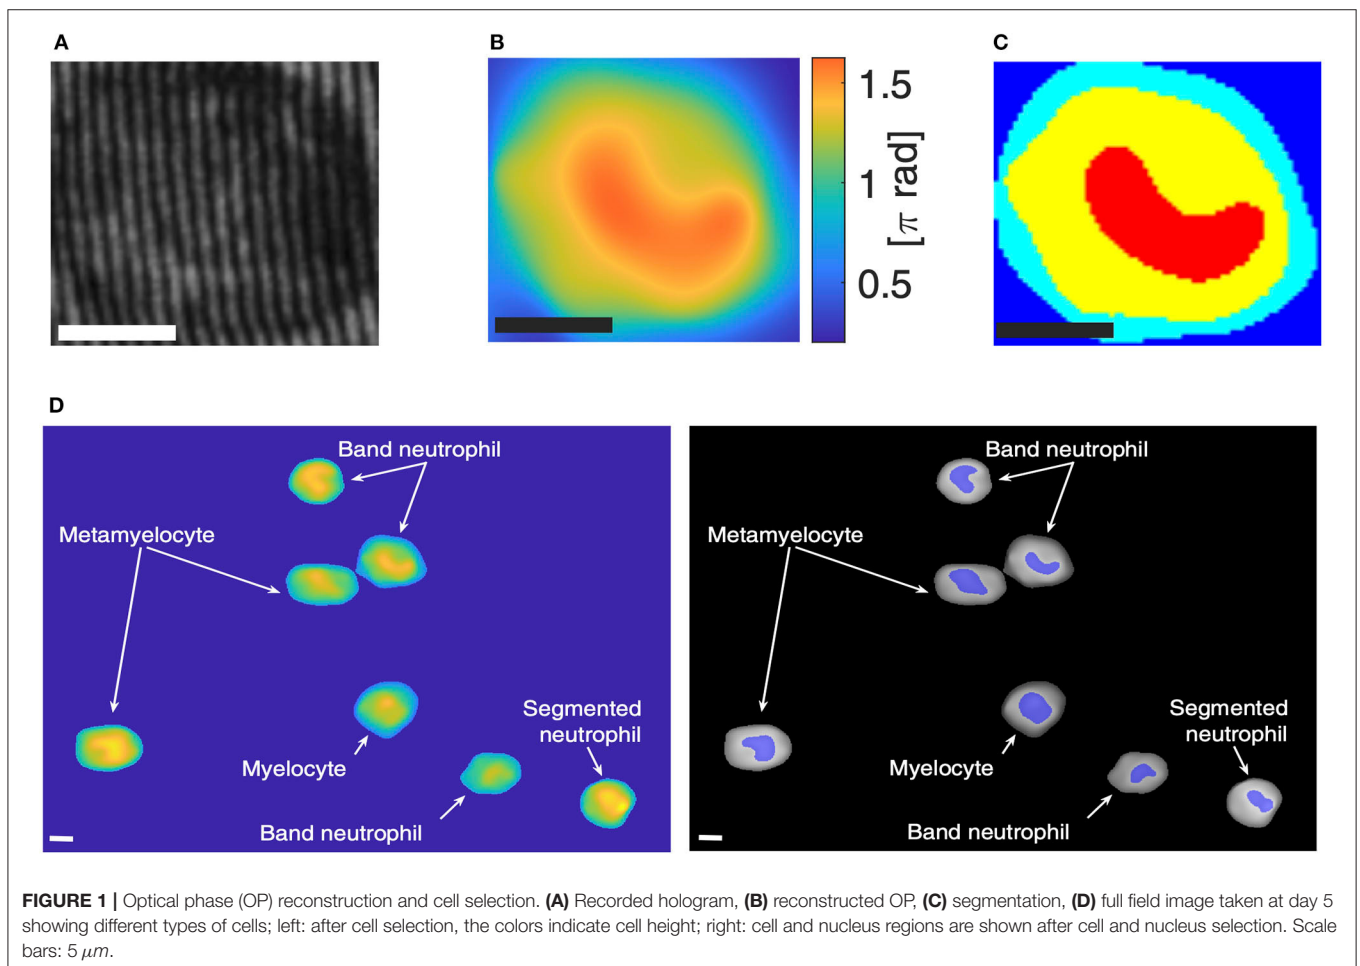 A
B
C
1.5
1
0.5
[π rad]
D
Band neutrophil
Metamyelocyte
Myelocyte
Segmented
neutrophil
Band neutrophil
Band neutrophil
Metamyelocyte
Myelocyte
Segmented
neutrophil
Band neutrophil
FIGURE 1 | Optical phase (OP) reconstruction and cell selection. (A) Recorded hologram, (B) reconstructed OP, (C) segmentation, (D) full field image taken at day 5
showing different types of cells; left: after cell selection, the colors indicate cell height; right: cell and nucleus regions are shown after cell and nucleus selection. Scale
bars: 5 μm.